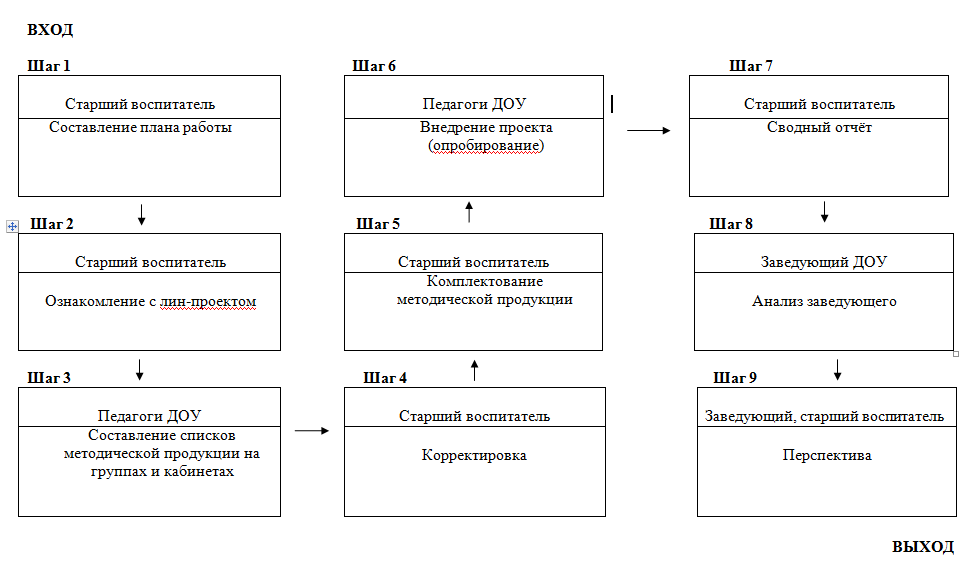 ВХОД
Шаг 1
Старший воспитатель
Составление плана работы
Шаг 2
Старший воспитатель
Ознакомление с лин-проектом
Шаг 3
Педагоги ДОУ
Составление списков
методической продукции на
группах и кабинетах
Шаг 4
Старший воспитатель
Корректировка
Шаг 5
Старший воспитатель
Комплектование
методической продукции
Шаг 6
Педагоги ДОУ
Внедрение проекта
(опробирование)
Шаг 7
Старший воспитатель
Сводный отчёт
Шаг 8
Заведующий ДОУ
Анализ заведующего
Шаг 9
Заведующий, старший воспитатель
Перспектива
ВЫХОД